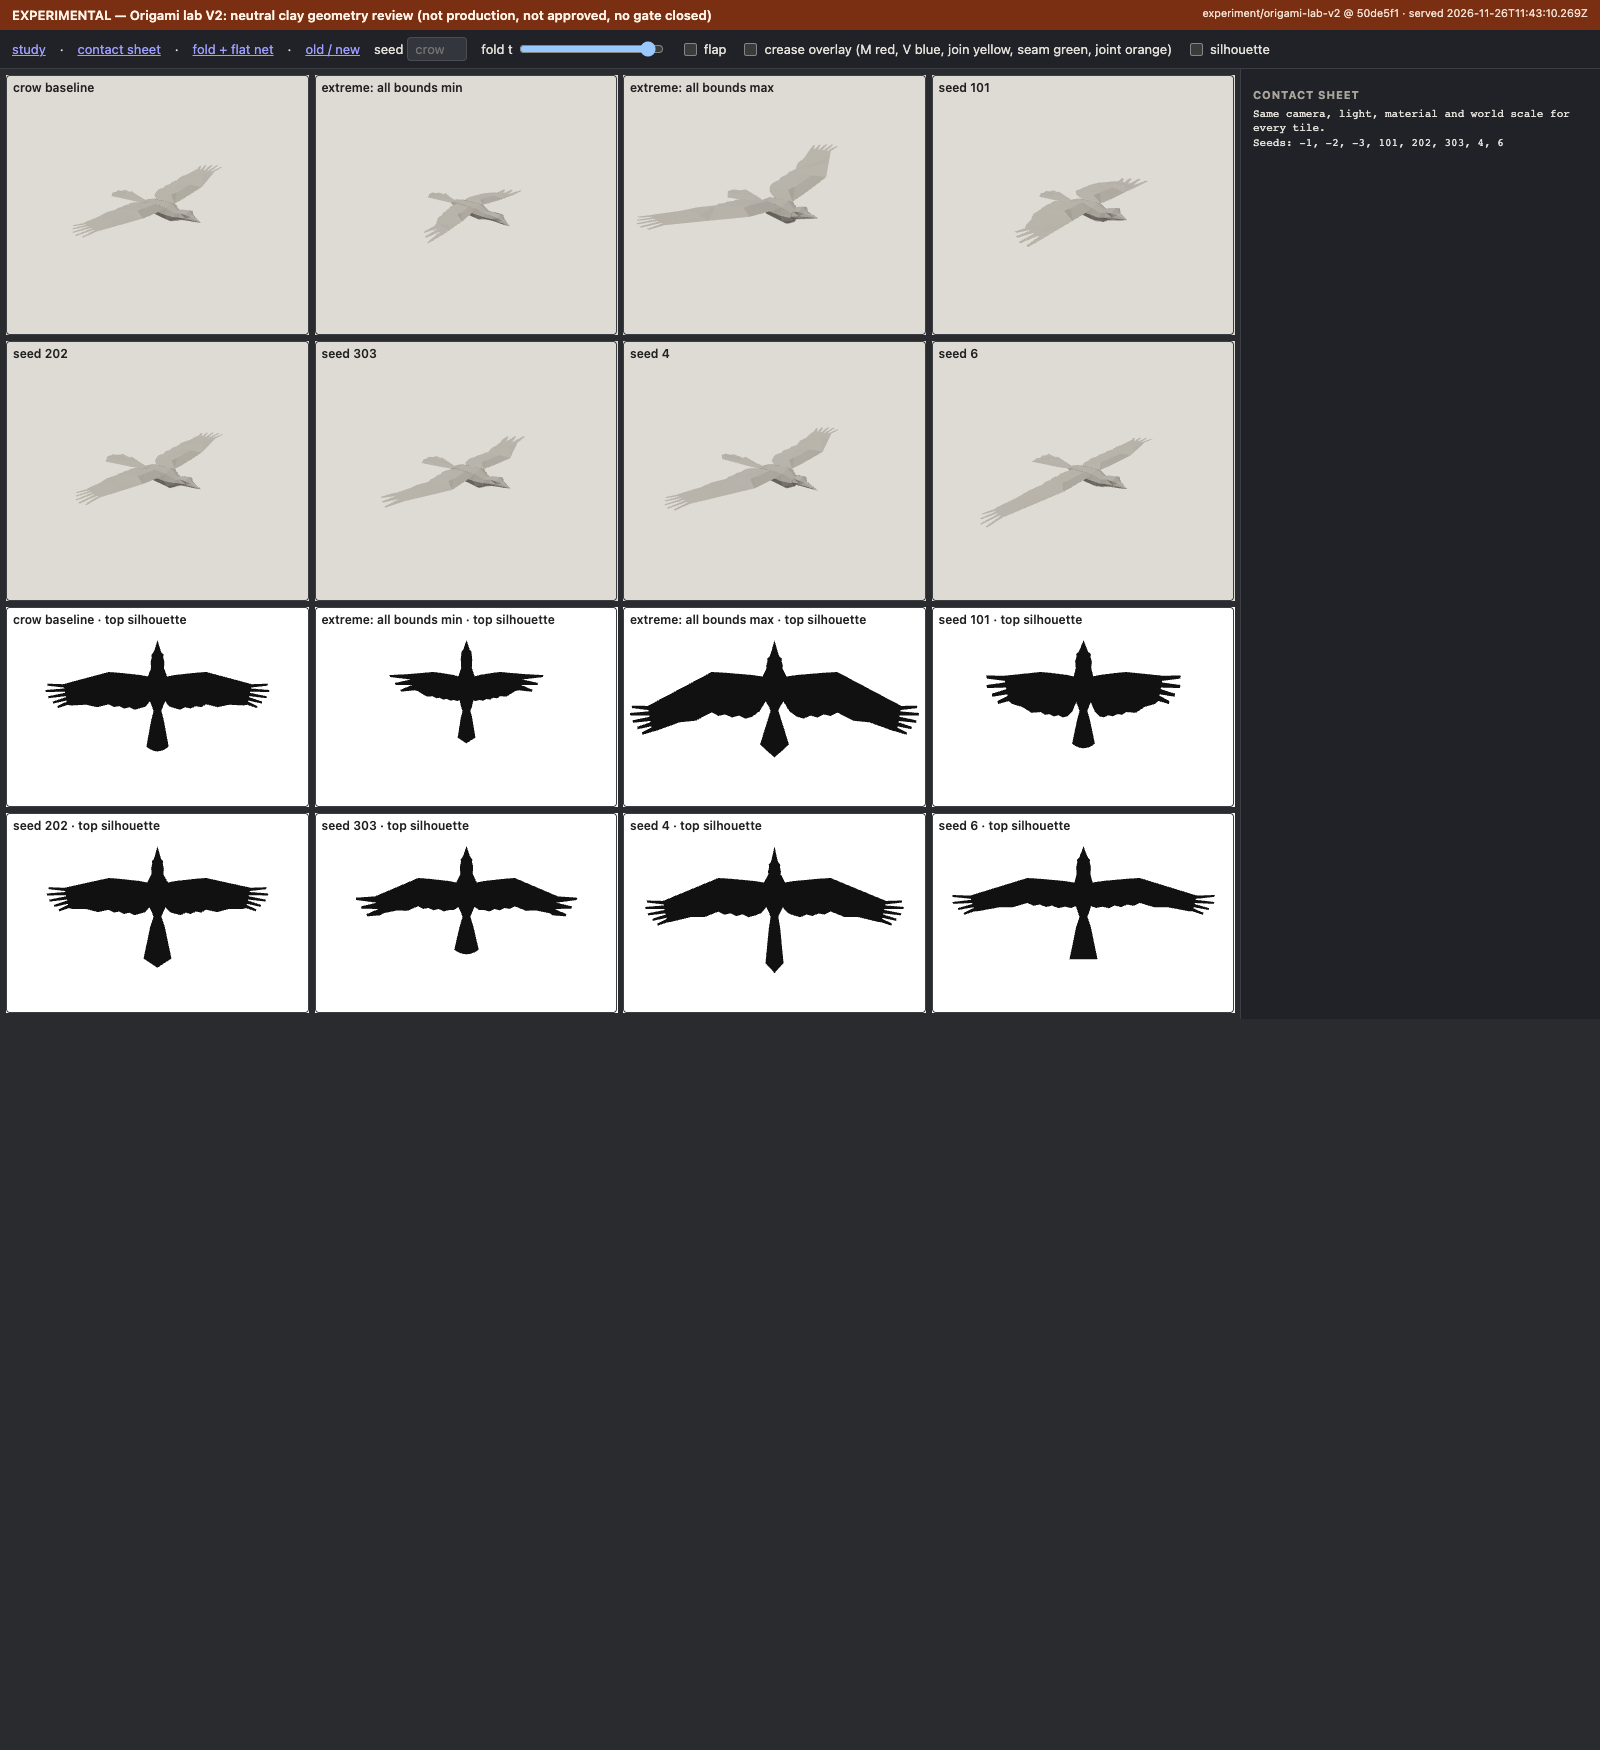 EXPERIMENTAL — Origami lab V2: neutral clay geometry review (not production, not approved, no gate closed)
experiment/origami-lab-v2 @ 50de5f1 · served 2026-11-26T11:43:10.269Z
study · contact sheet · fold + flat net · old / new seed crow fold t flap crease overlay (M red, V blue, join yellow, seam green, joint orange) silhouette
crow baseline
extreme: all bounds min
extreme: all bounds max
seed 101
CONTACT SHEET
Same camera, light, material and world scale for
every tile.
Seeds: -1, -2, -3, 101, 202, 303, 4, 6
seed 202
seed 303
seed 4
seed 6
crow baseline · top silhouette
extreme: all bounds min · top silhouette
extreme: all bounds max · top silhouette
seed 101 · top silhouette
seed 202 · top silhouette
seed 303 · top silhouette
seed 4 · top silhouette
seed 6 · top silhouette